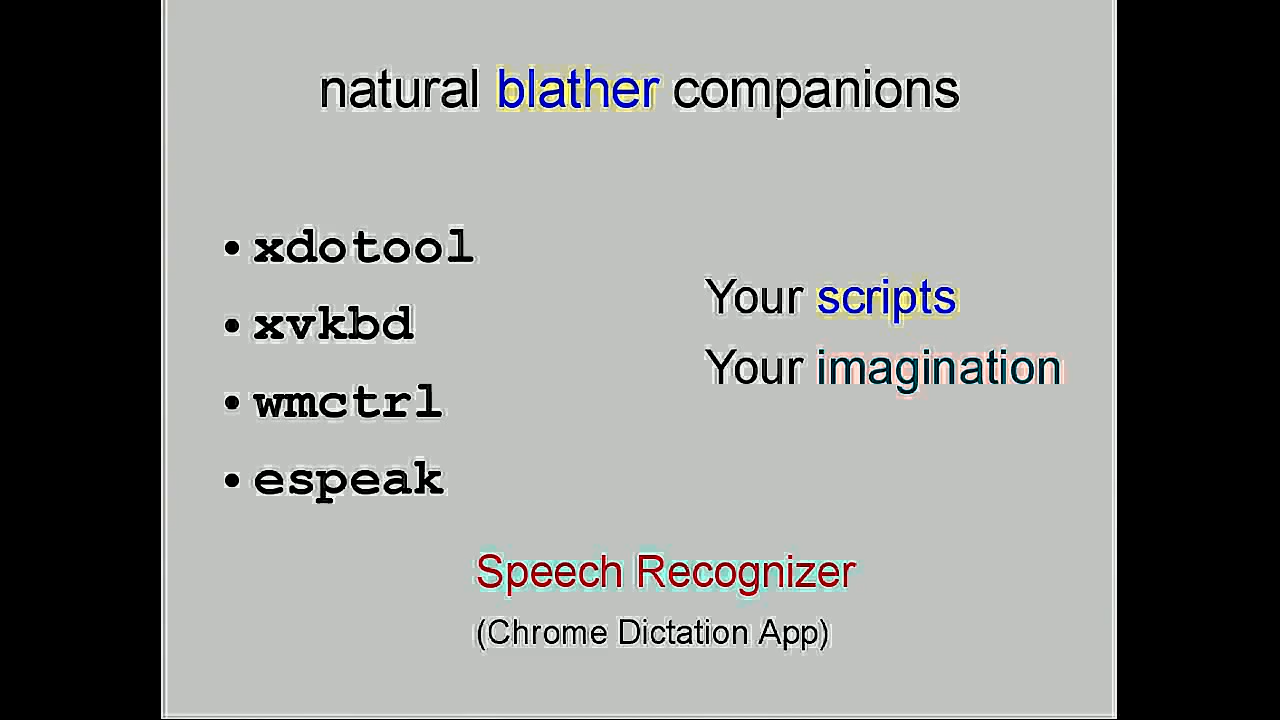 natural blather companions
• xdotool
• xvkbd
• wmctrl
• espeak
Your scripts
Your imagination
Speech Recognizer
(Chrome Dictation App)